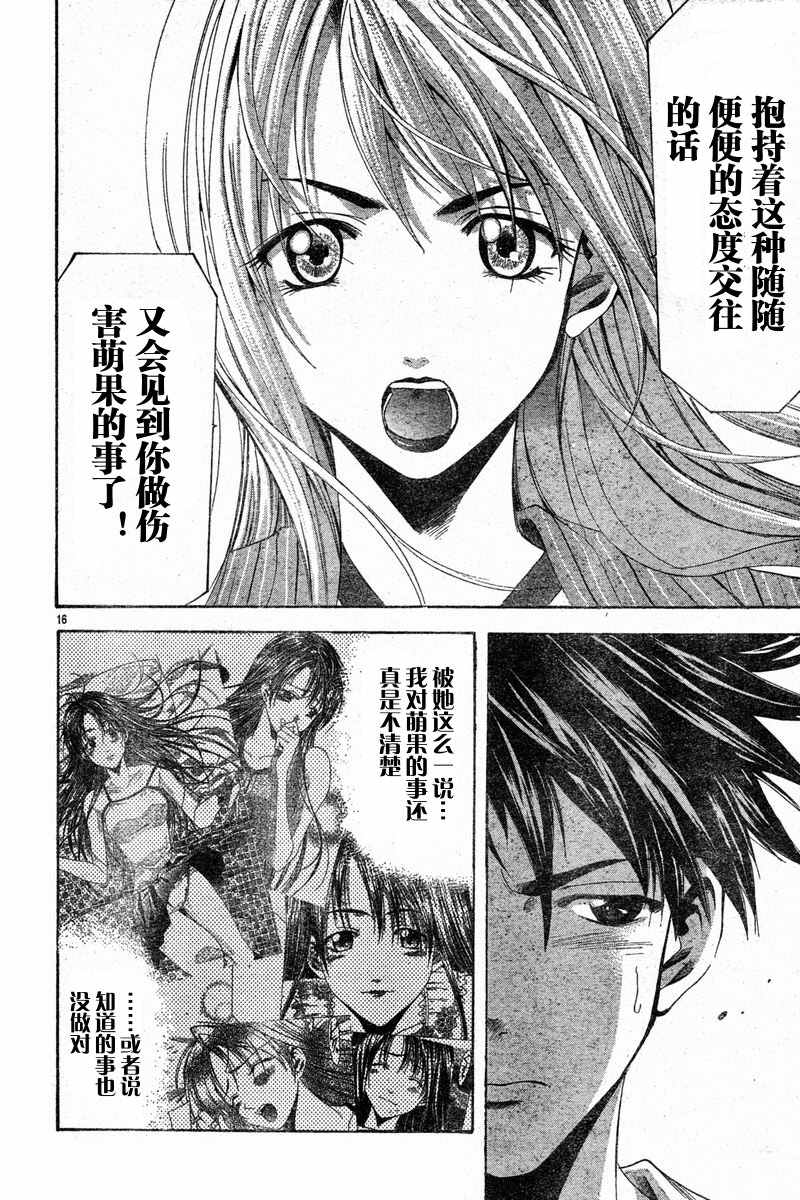 抱持着这种随随
便便的态度交往
的话
又会见到你做伤
害萌果的事了！
16
被她这么一说…
我对萌果的事还
真是不清楚
……或者说
知道的事也
没做对